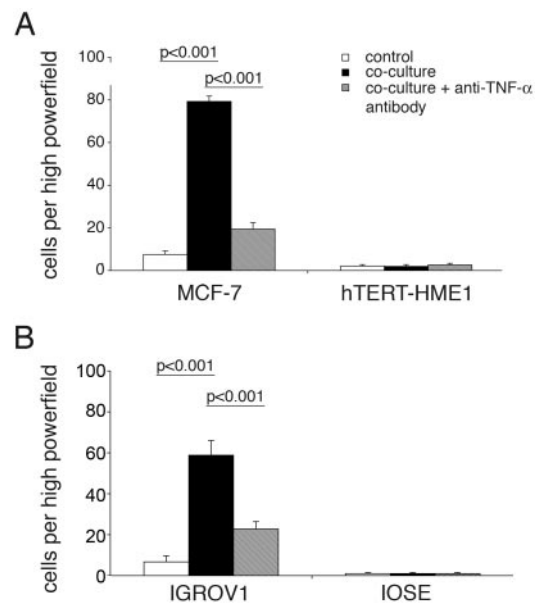 A
100
80
60
40
20
0
cells per high powerfield
p<0.001
p<0.001
control
co-culture
co-culture + anti-TNF-α
antibody
MCF-7
hTERT-HME1
B
100
80
60
40
20
0
cells per high powerfield
p<0.001
p<0.001
IGROV1
IOSE